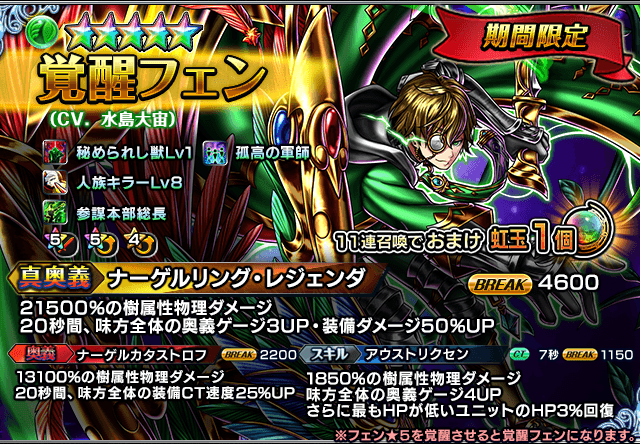 期間限定
覚醒フェン
(CV. 水島大宙)
秘められし獣Lv1 孤高の軍師
人族キラーLv8
参謀本部総長
5 5 4
11連召喚でおまけ 虹玉1個
真奥義 ナーゲルリング・レジェンダ BREAK 4600
21500%の樹属性物理ダメージ
20秒間、味方全体の奥義ゲージ3UP・装備ダメージ50%UP
奥義 ナーゲルカタストロフ BREAK 2200
13100%の樹属性物理ダメージ
20秒間、味方全体の装備CT速度25%UP
スキル アウストリクセン CT 7秒 BREAK 1150
1850%の樹属性物理ダメージ
味方全体の奥義ゲージ4UP
さらに最もHPが低いユニットのHP3%回復
※フェン★5を覚醒させると覚醒フェンになります。